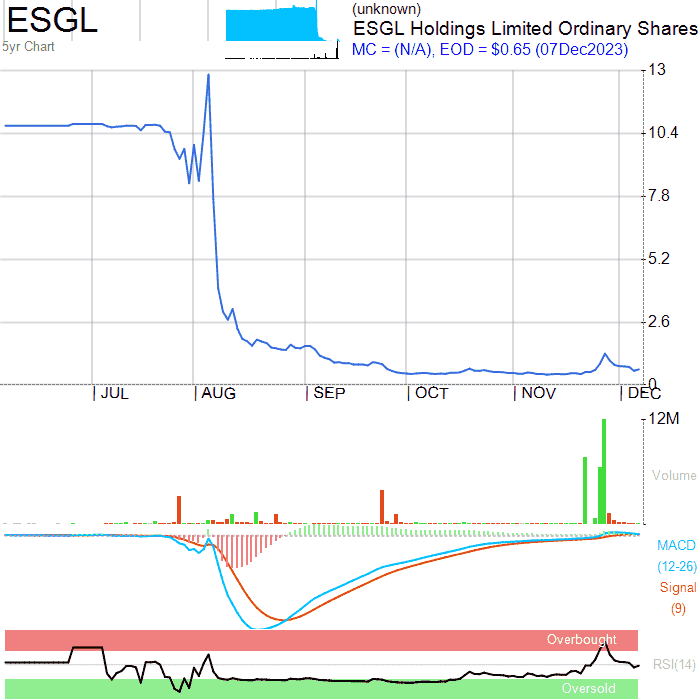 ESGL
(unknown)
ESGL Holdings Limited Ordinary Shares
5yr Chart
MC = (N/A), EOD = $0.65 (07Dec2023)
13
10.4
7.8
5.2
2.6
0
JUL AUG SEP OCT NOV DEC
12M
Volume
MACD
(12-26)
Signal
(9)
Overbought
RSI(14)
Oversold